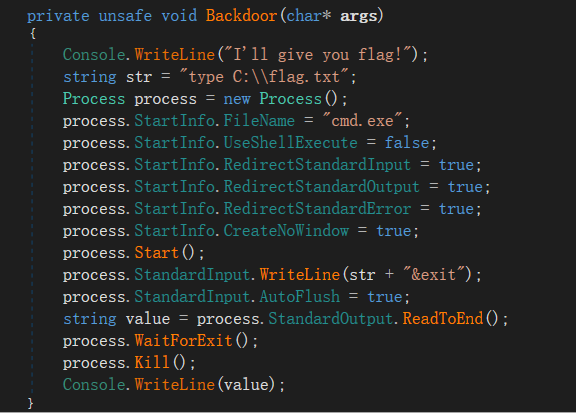 private unsafe void Backdoor(char* args)
{
Console.WriteLine("I'll give you flag!");
string str = "type C:\\flag.txt";
Process process = new Process();
process.StartInfo.FileName = "cmd.exe";
process.StartInfo.UseShellExecute = false;
process.StartInfo.RedirectStandardInput = true;
process.StartInfo.RedirectStandardOutput = true;
process.StartInfo.RedirectStandardError = true;
process.StartInfo.CreateNoWindow = true;
process.Start();
process.StandardInput.WriteLine(str + "&exit");
process.StandardInput.AutoFlush = true;
string value = process.StandardOutput.ReadToEnd();
process.WaitForExit();
process.Kill();
Console.WriteLine(value);
}